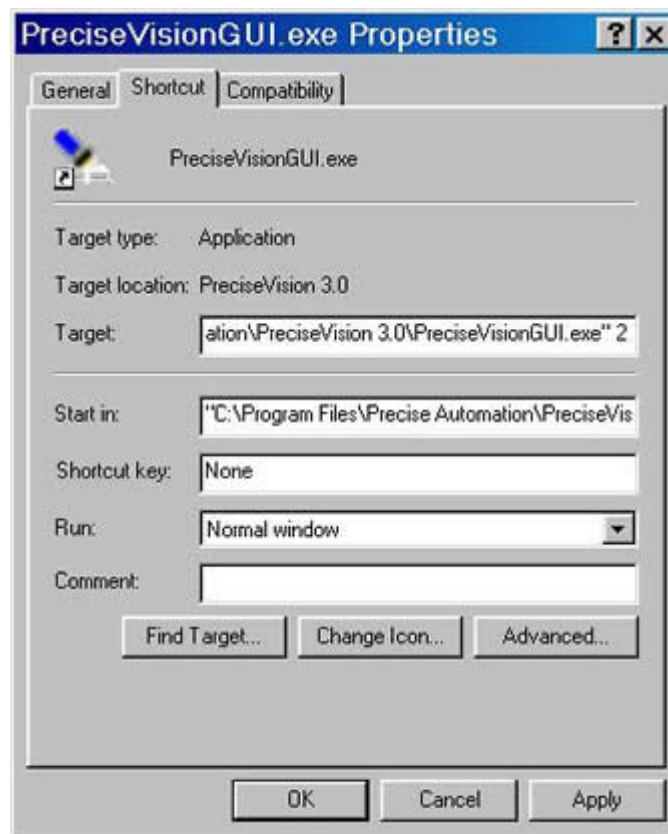 PreciseVisionGUI.exe Properties
General Shortcut Compatibility
PreciseVisionGUI.exe
Target type: Application
Target location: PreciseVision 3.0
Target: ation\PreciseVision 3.0\PreciseVisionGUI.exe" 2
Start in: "C:\Program Files\Precise Automation\PreciseVis
Shortcut key: None
Run: Normal window
Comment:
Find Target... Change Icon... Advanced...
OK Cancel Apply